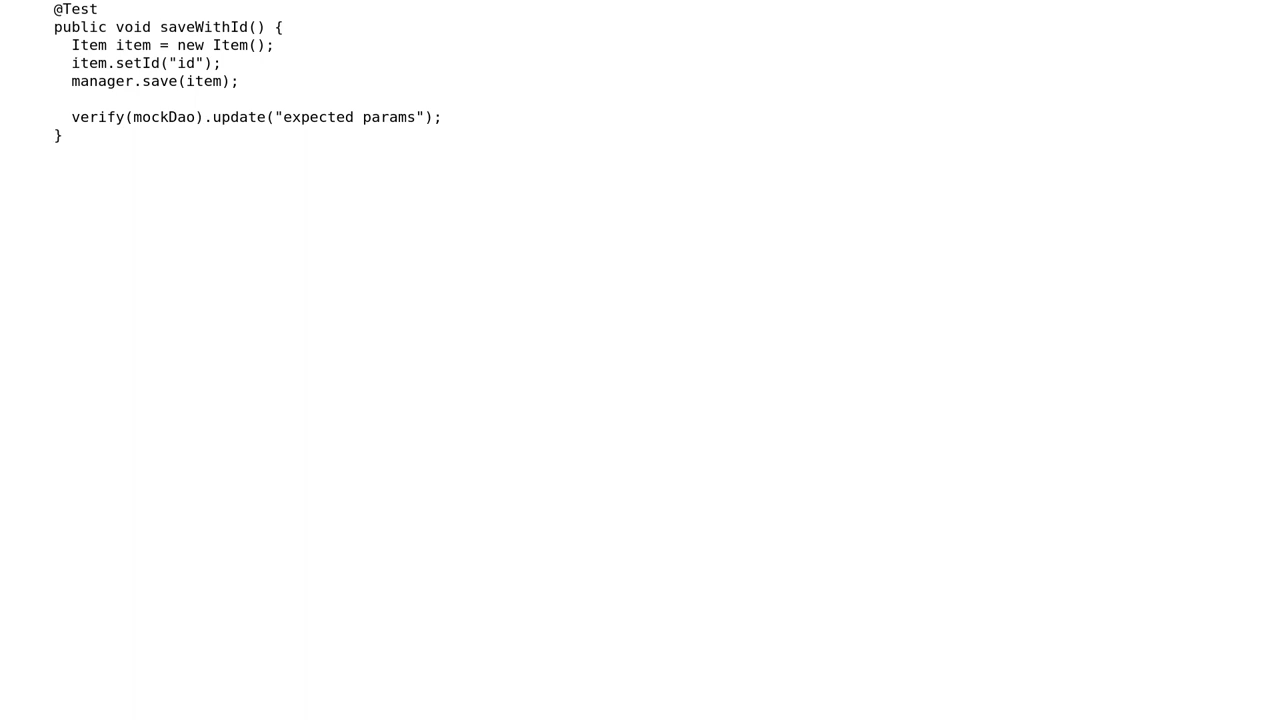 @Test
public void saveWithId() {
  Item item = new Item();
  item.setId("id");
  manager.save(item);

  verify(mockDao).update("expected params");
}